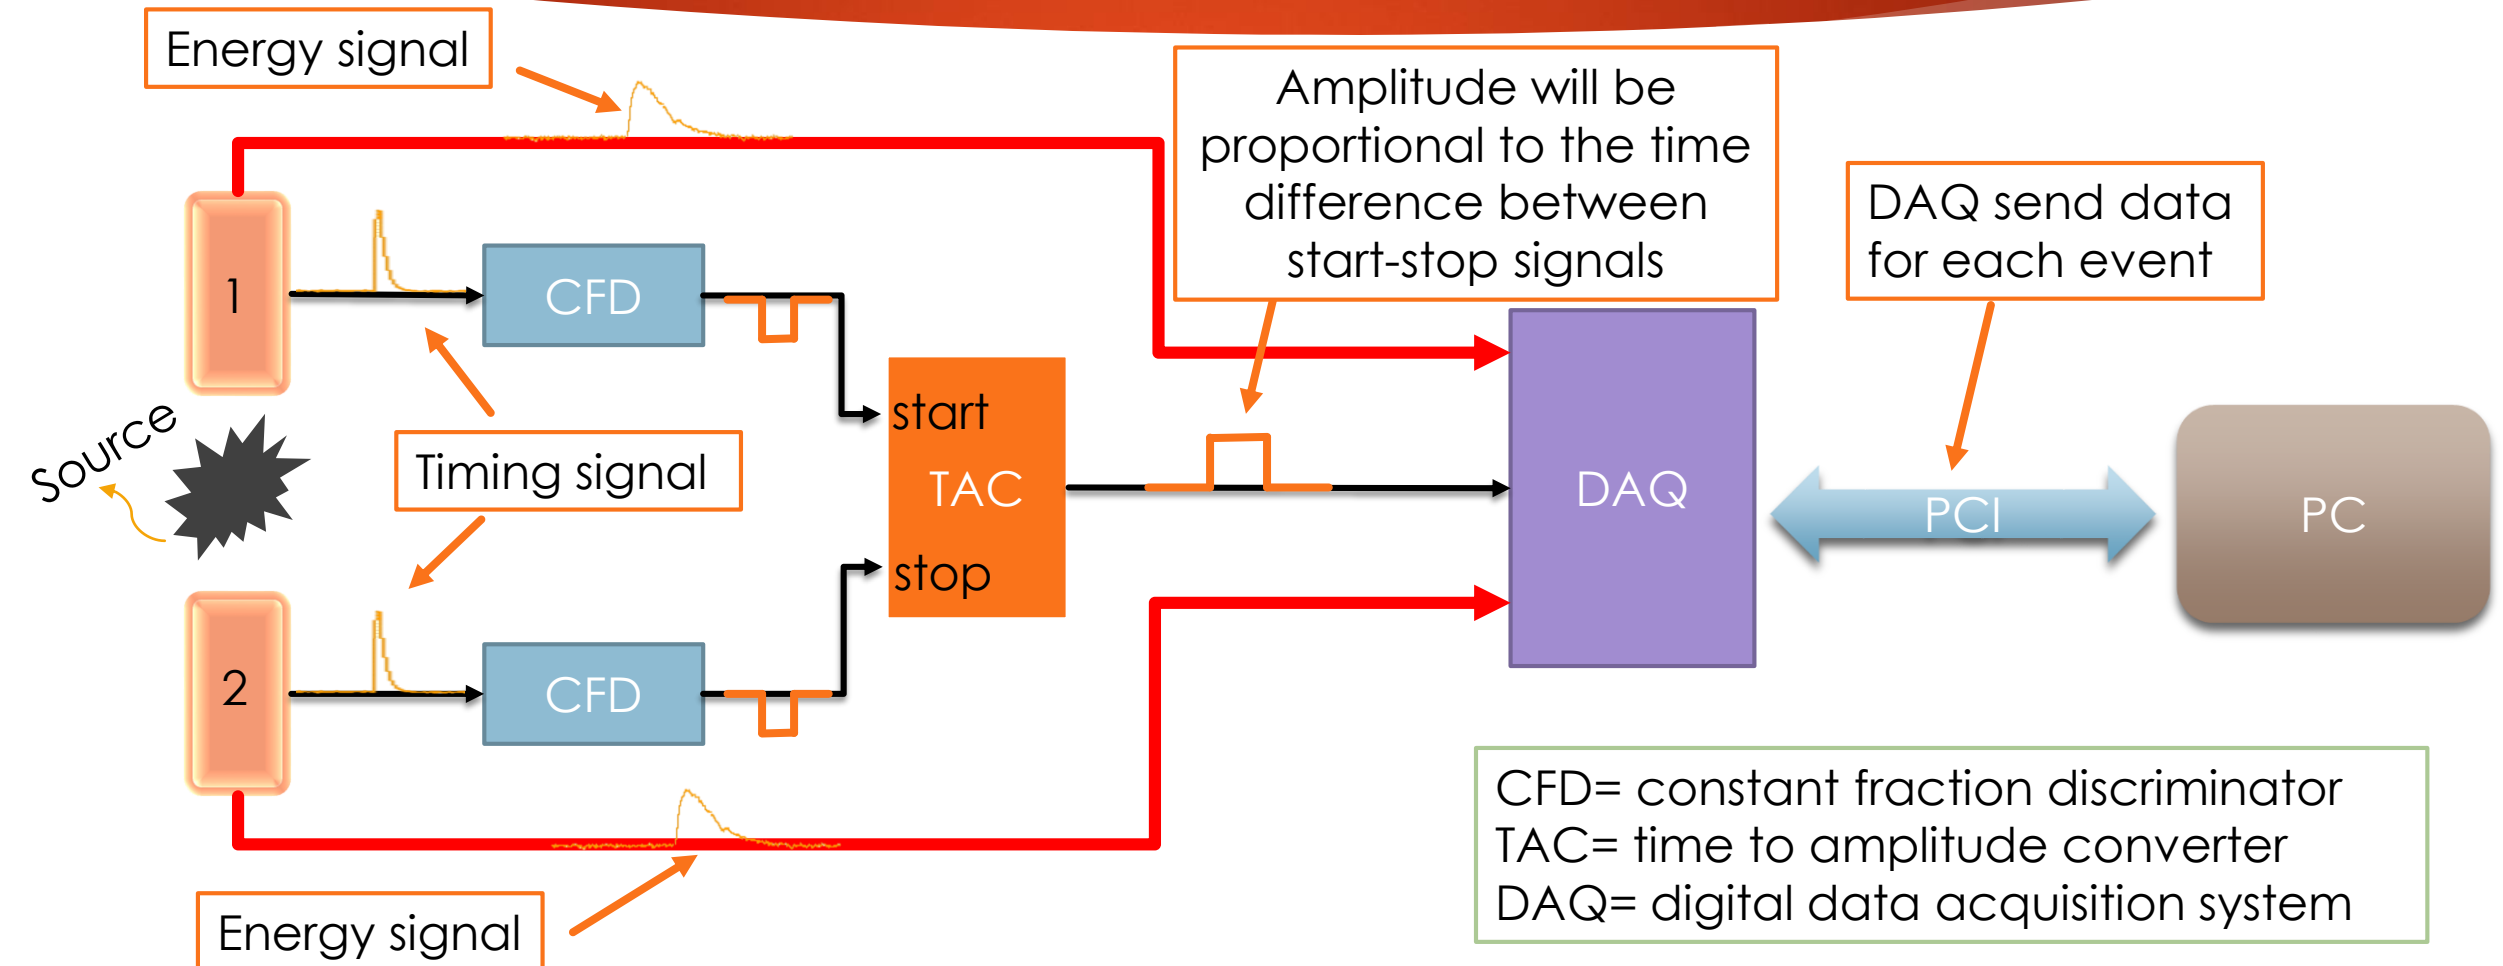 Energy signal
Amplitude will be
proportional to the time
difference between
start-stop signals
DAQ send data
for each event
1
CFD
start
Source
Timing signal
TAC
DAQ
PCI
PC
stop
2
CFD
CFD= constant fraction discriminator
TAC= time to amplitude converter
DAQ= digital data acquisition system
Energy signal